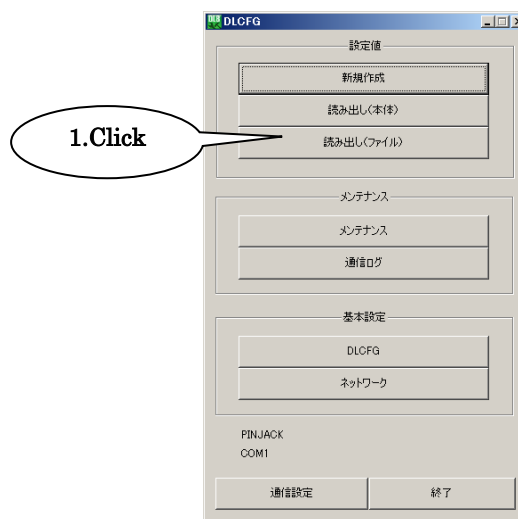 DLCFG
設定値
新規作成
読み出し(本体)
1.Click
読み出し(ファイル)
メンテナンス
メンテナンス
通信ログ
基本設定
DLCFG
ネットワーク
PINJACK
COM1
通信設定
終了